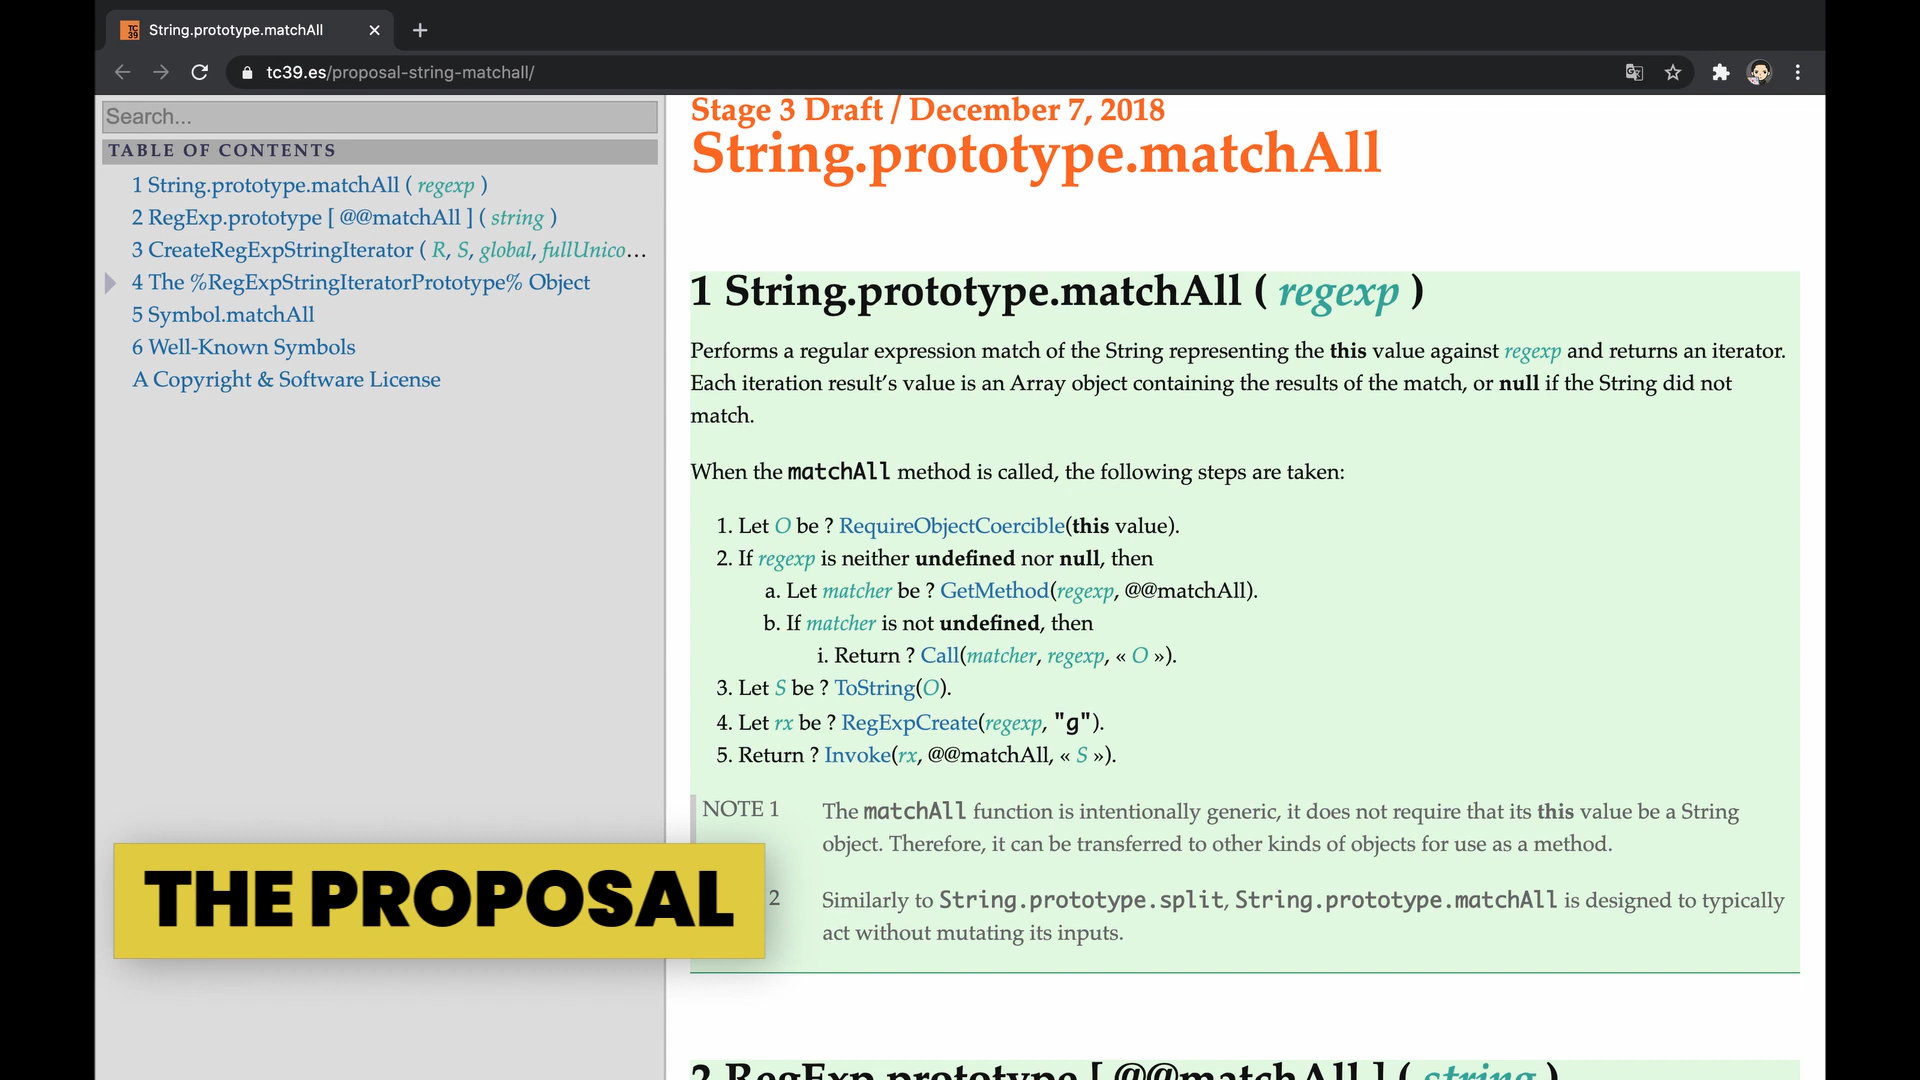 TC
39
String.prototype.matchAll
tc39.es/proposal-string-matchall/
Search...
TABLE OF CONTENTS
1 String.prototype.matchAll ( regexp )
2 RegExp.prototype [ @@matchAll ] ( string )
3 CreateRegExpStringIterator ( R, S, global, fullUnico…
4 The %RegExpStringIteratorPrototype% Object
5 Symbol.matchAll
6 Well-Known Symbols
A Copyright & Software License
Stage 3 Draft / December 7, 2018
String.prototype.matchAll
1 String.prototype.matchAll ( regexp )
Performs a regular expression match of the String representing the this value against regexp and returns an iterator.
Each iteration result’s value is an Array object containing the results of the match, or null if the String did not
match.
When the matchAll method is called, the following steps are taken:
1. Let O be ? RequireObjectCoercible(this value).
2. If regexp is neither undefined nor null, then
a. Let matcher be ? GetMethod(regexp, @@matchAll).
b. If matcher is not undefined, then
i. Return ? Call(matcher, regexp, « O »).
3. Let S be ? ToString(O).
4. Let rx be ? RegExpCreate(regexp, "g").
5. Return ? Invoke(rx, @@matchAll, « S »).
NOTE 1 The matchAll function is intentionally generic, it does not require that its this value be a String
object. Therefore, it can be transferred to other kinds of objects for use as a method.
2 Similarly to String.prototype.split, String.prototype.matchAll is designed to typically
act without mutating its inputs.
THE PROPOSAL
2 RegExp.prototype [ @@matchAll ] ( string )